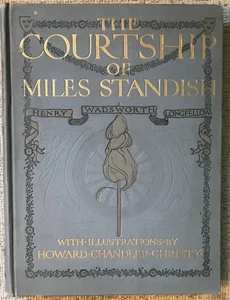 THE
COURTSHIP
OF
MILES STANDISH
HENRY WADSWORTH LONGFELLOW
WITH·ILLUSTRATIONS·BY
HOWARD·CHANDLER·CHRISTY